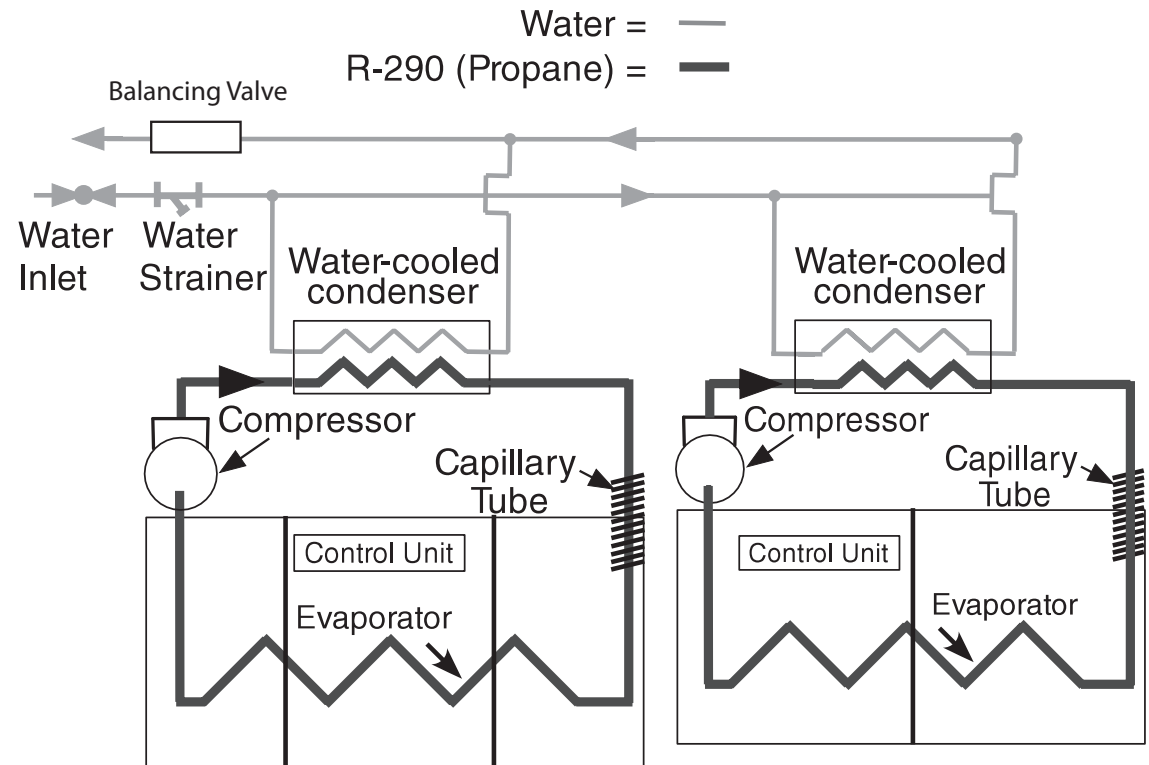 Water =
R-290 (Propane) =
Balancing Valve
Water
Inlet
Water
Strainer
Water-cooled
condenser
Water-cooled
condenser
Compressor
Compressor
Capillary
Tube
Capillary
Tube
Control Unit
Control Unit
Evaporator
Evaporator